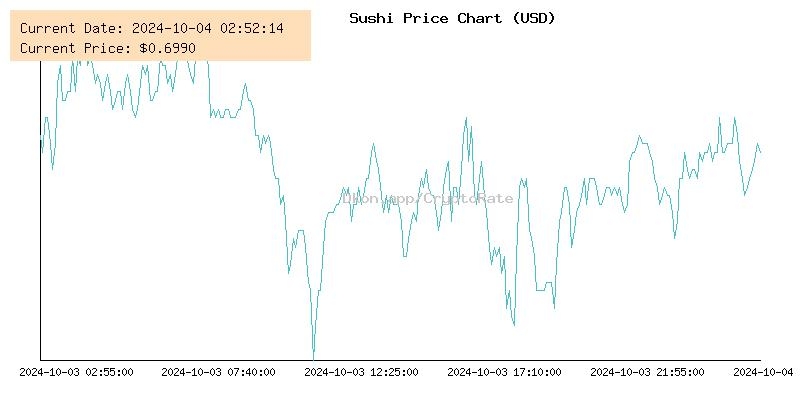 Sushi Price Chart (USD)
Current Date: 2024-10-04 02:52:14
Current Price: $0.6990
Dkon.app/CryptoRate
2024-10-03 02:55:00
2024-10-03 07:40:00
2024-10-03 12:25:00
2024-10-03 17:10:00
2024-10-03 21:55:00
2024-10-04